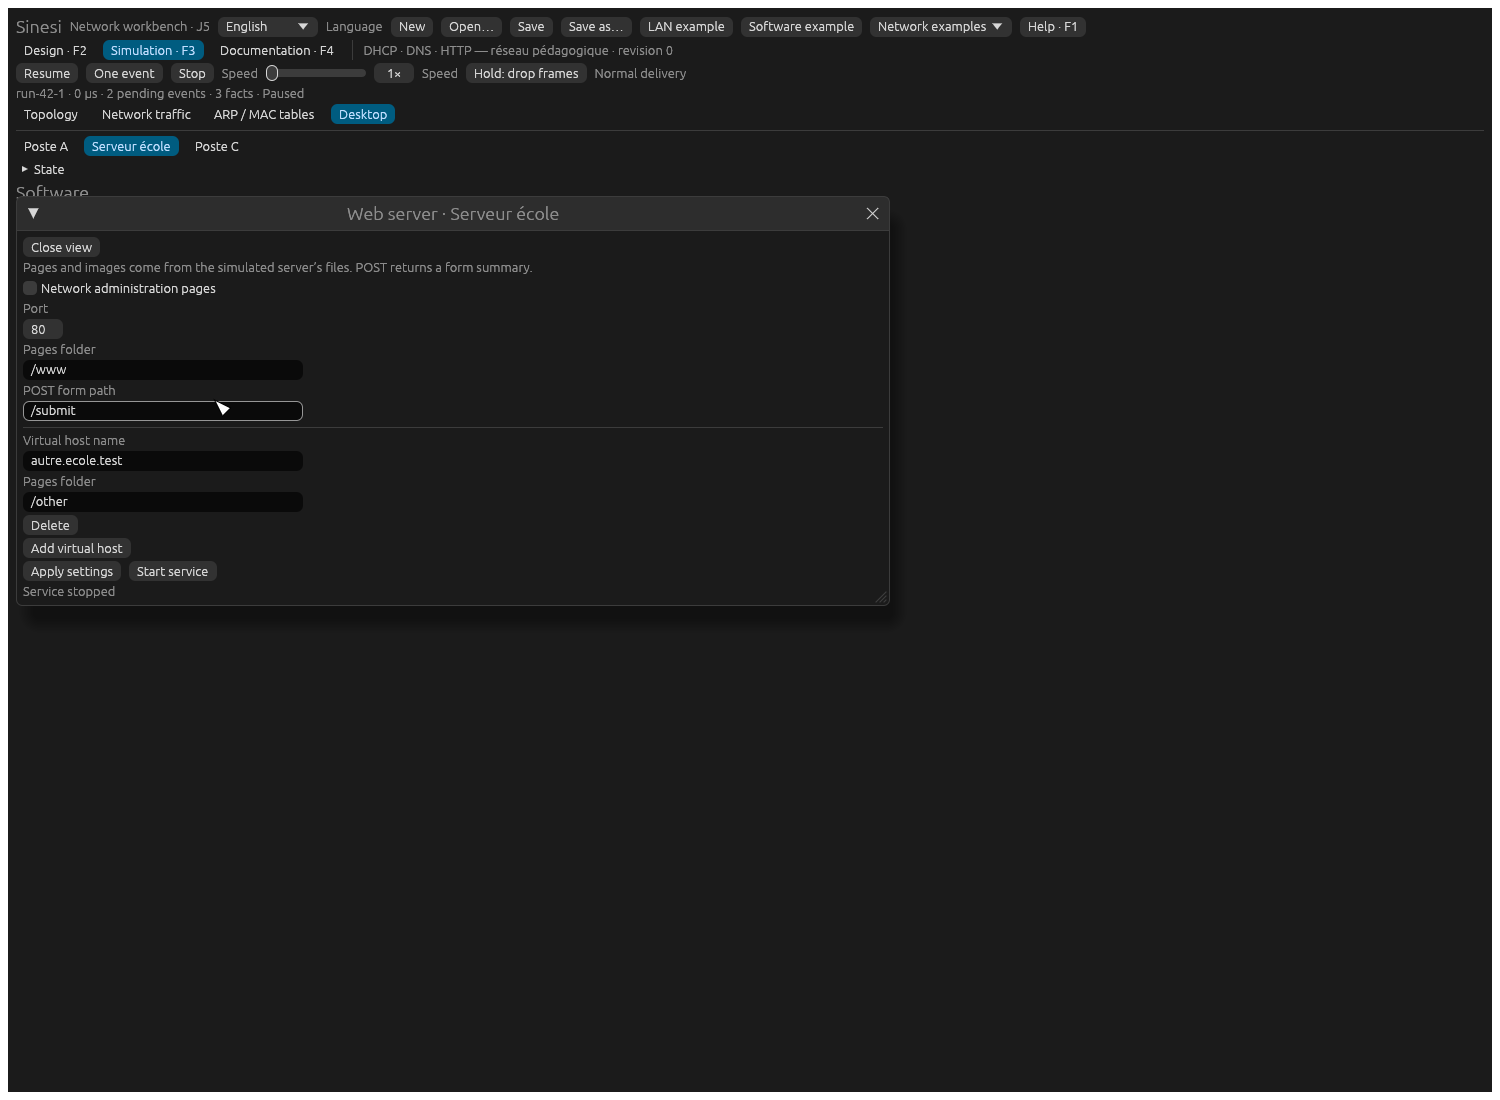 Sinesi Network workbench · J5 English Language New Open… Save Save as… LAN example Software example Network examples Help · F1
Design · F2 Simulation · F3 Documentation · F4 DHCP · DNS · HTTP — réseau pédagogique · revision 0
Resume One event Stop Speed 1× Speed Hold: drop frames Normal delivery
run-42-1 · 0 µs · 2 pending events · 3 facts · Paused
Topology Network traffic ARP / MAC tables Desktop
Poste A Serveur école Poste C
State
Software
Web server · Serveur école
Close view
Pages and images come from the simulated server’s files. POST returns a form summary.
Network administration pages
Port
80
Pages folder
/www
POST form path
/submit
Virtual host name
autre.ecole.test
Pages folder
/other
Delete
Add virtual host
Apply settings Start service
Service stopped